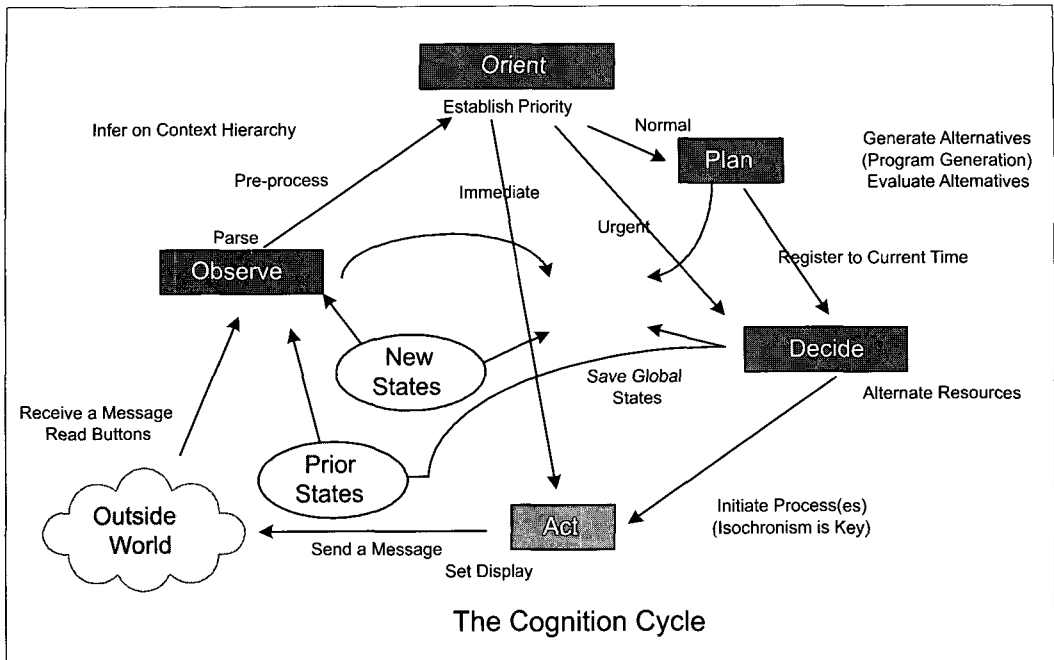 Orient
Establish Priority
Infer on Context Hierarchy
Normal
Generate Alternatives
(Program Generation)
Evaluate Alternatives
Plan
Pre-process
Immediate
Urgent
Parse
Observe
Register to Current Time
New
States
Decide
Save Global
States
Alternate Resources
Receive a Message
Read Buttons
Prior
States
Outside
World
Act
Initiate Process(es)
(Isochronism is Key)
Send a Message
Set Display
The Cognition Cycle